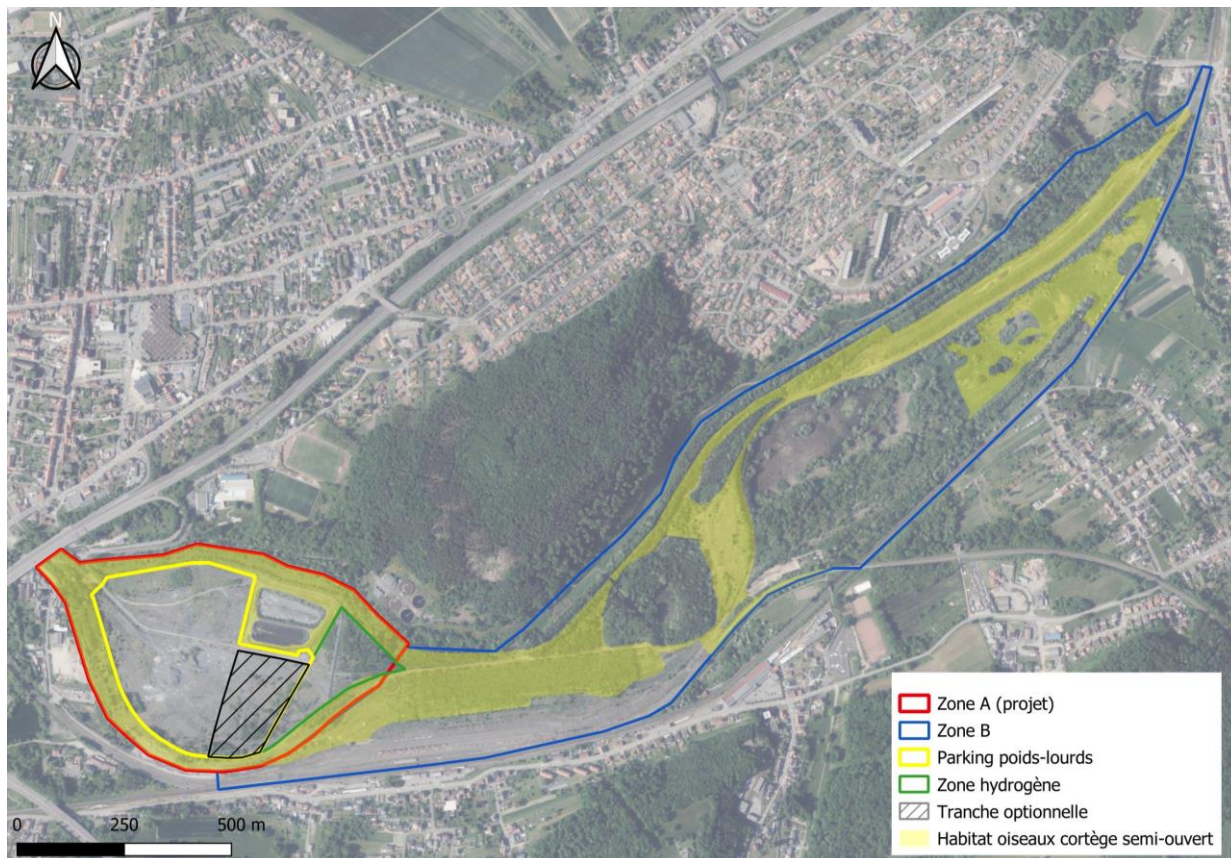 N
Zone A (projet)
Zone B
Parking poids-lourds
Zone hydrogène
Tranche optionnelle
Habitat oiseaux cortège semi-ouvert
0 250 500 m